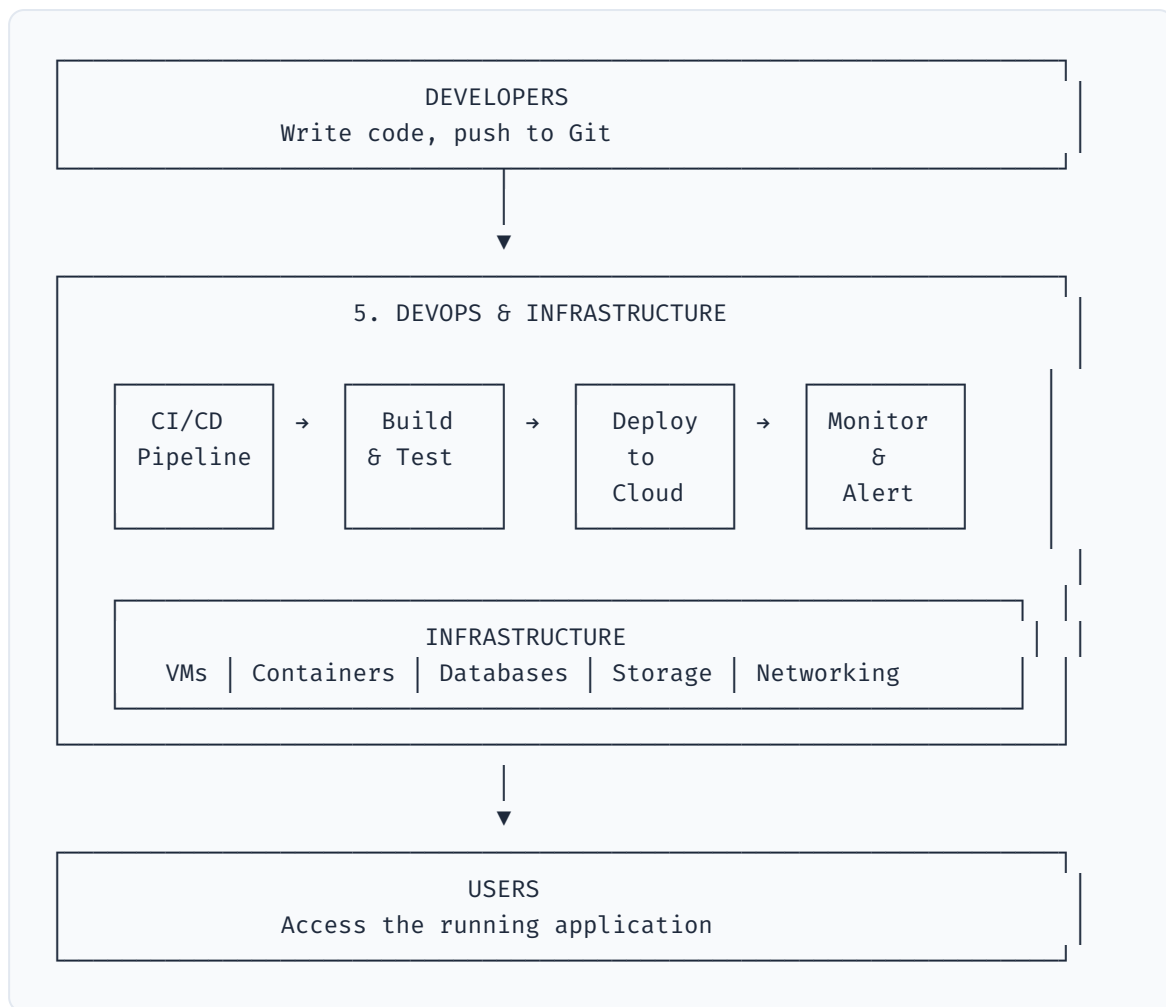 DEVELOPERS
Write code, push to Git
▼
5. DEVOPS & INFRASTRUCTURE
CI/CD → Build → Deploy → Monitor
Pipeline & Test to &
Cloud Alert
INFRASTRUCTURE
VMs │ Containers │ Databases │ Storage │ Networking
▼
USERS
Access the running application